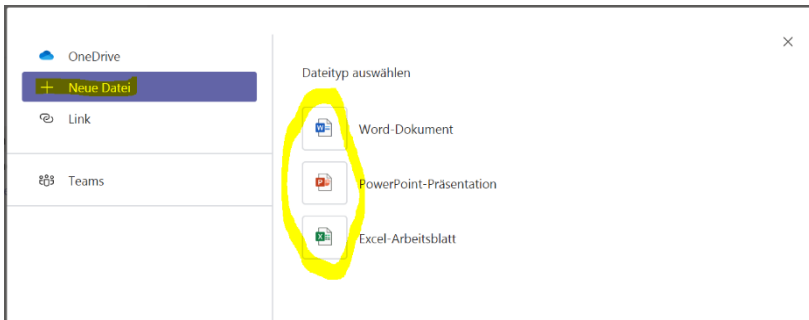 OneDrive
Neue Datei
Link
Teams
Dateityp auswählen
Word-Dokument
PowerPoint-Präsentation
Excel-Arbeitsblatt